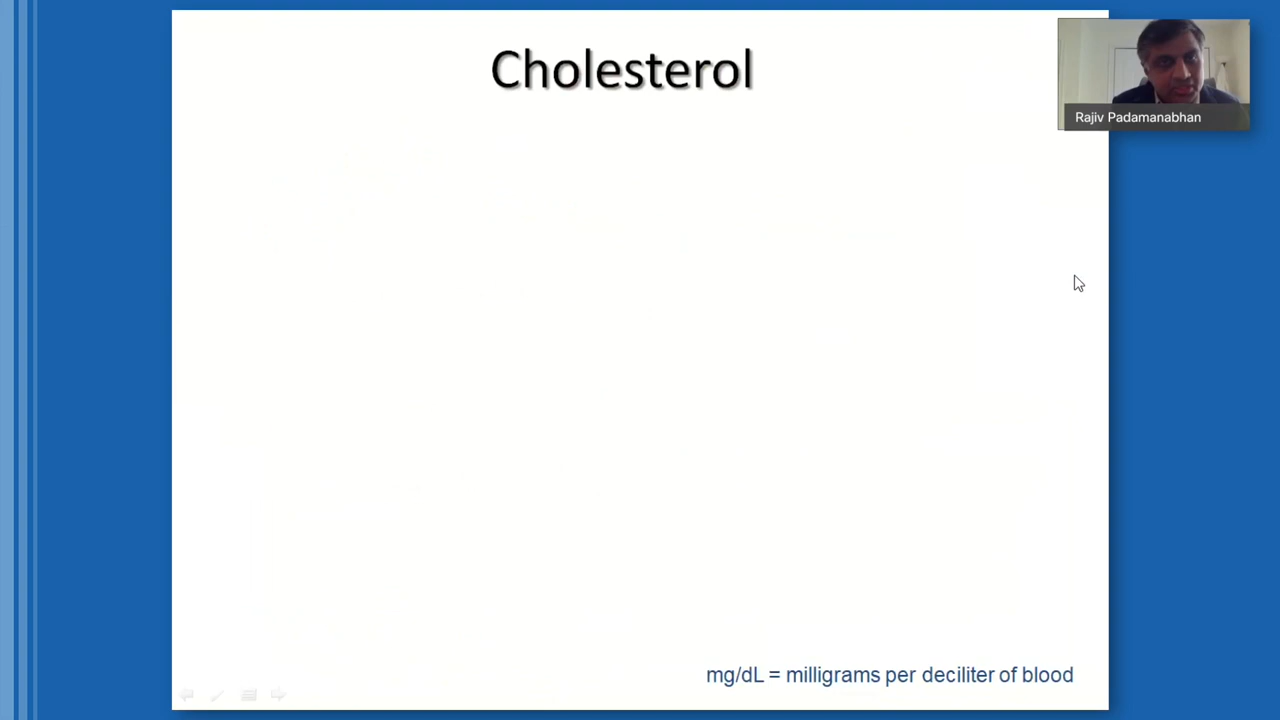 Cholesterol
Rajiv Padamanabhan
mg/dL = milligrams per deciliter of blood